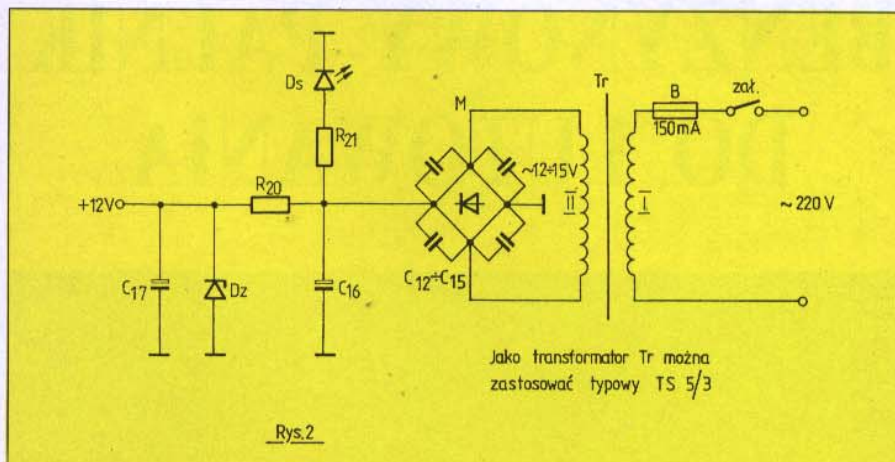 Ds
R21
R20
+12V
C17
Dz
C16
M
~12÷15V
C12÷C15
II
Tr
I
B
150mA
zał.
~220 V
Jako transformator Tr można
zastosować typowy TS 5/3
Rys.2